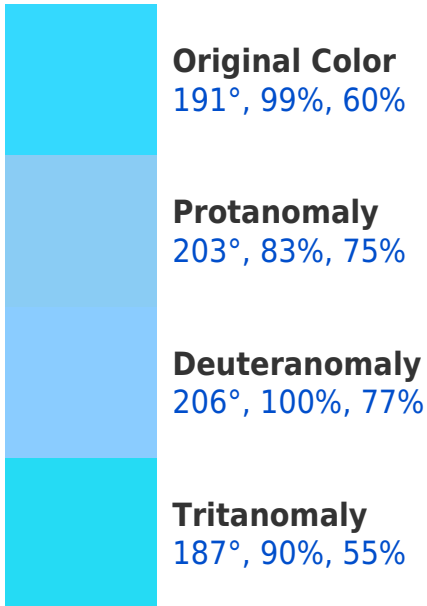 Original Color
191°, 99%, 60%
Protanomaly
203°, 83%, 75%
Deuteranomaly
206°, 100%, 77%
Tritanomaly
187°, 90%, 55%